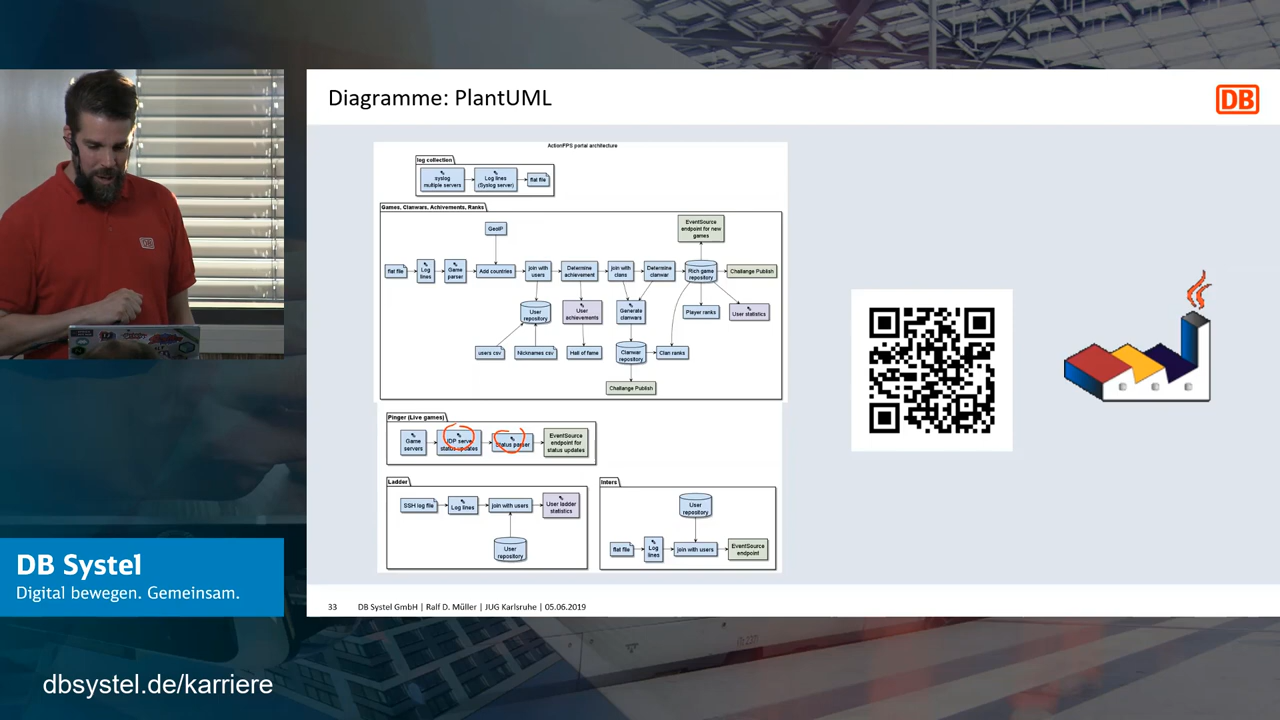 Diagramme: PlantUML
DB
ActionFPS portal architecture
log collection
syslog
multiple servers
Log lines
(Syslog server)
flat file
Games, Clanwars, Achivements, Ranks
GeoIP
EventSource
endpoint for new
games
flat file
Log
lines
Game
parser
Add countries
join with
users
Determine
achievement
join with
clans
Determine
clanwar
Rich game
repository
Challange Publish
User
repository
User
achievements
Generate
clanwars
Player ranks
User statistics
users csv
Nicknames csv
Hall of fame
Clanwar
repository
Clan ranks
Challange Publish
Pinger (Live games)
Game
servers
UDP server
status updates
Status parser
EventSource
endpoint for
status updates
Ladder
SSH log file
Log lines
join with users
User ladder
statistics
User
repository
Inters
User
repository
flat file
Log
lines
join with users
EventSource
endpoint
33 DB Systel GmbH | Ralf D. Müller | JUG Karlsruhe | 05.06.2019
DB Systel
Digital bewegen. Gemeinsam.
dbsystel.de/karriere